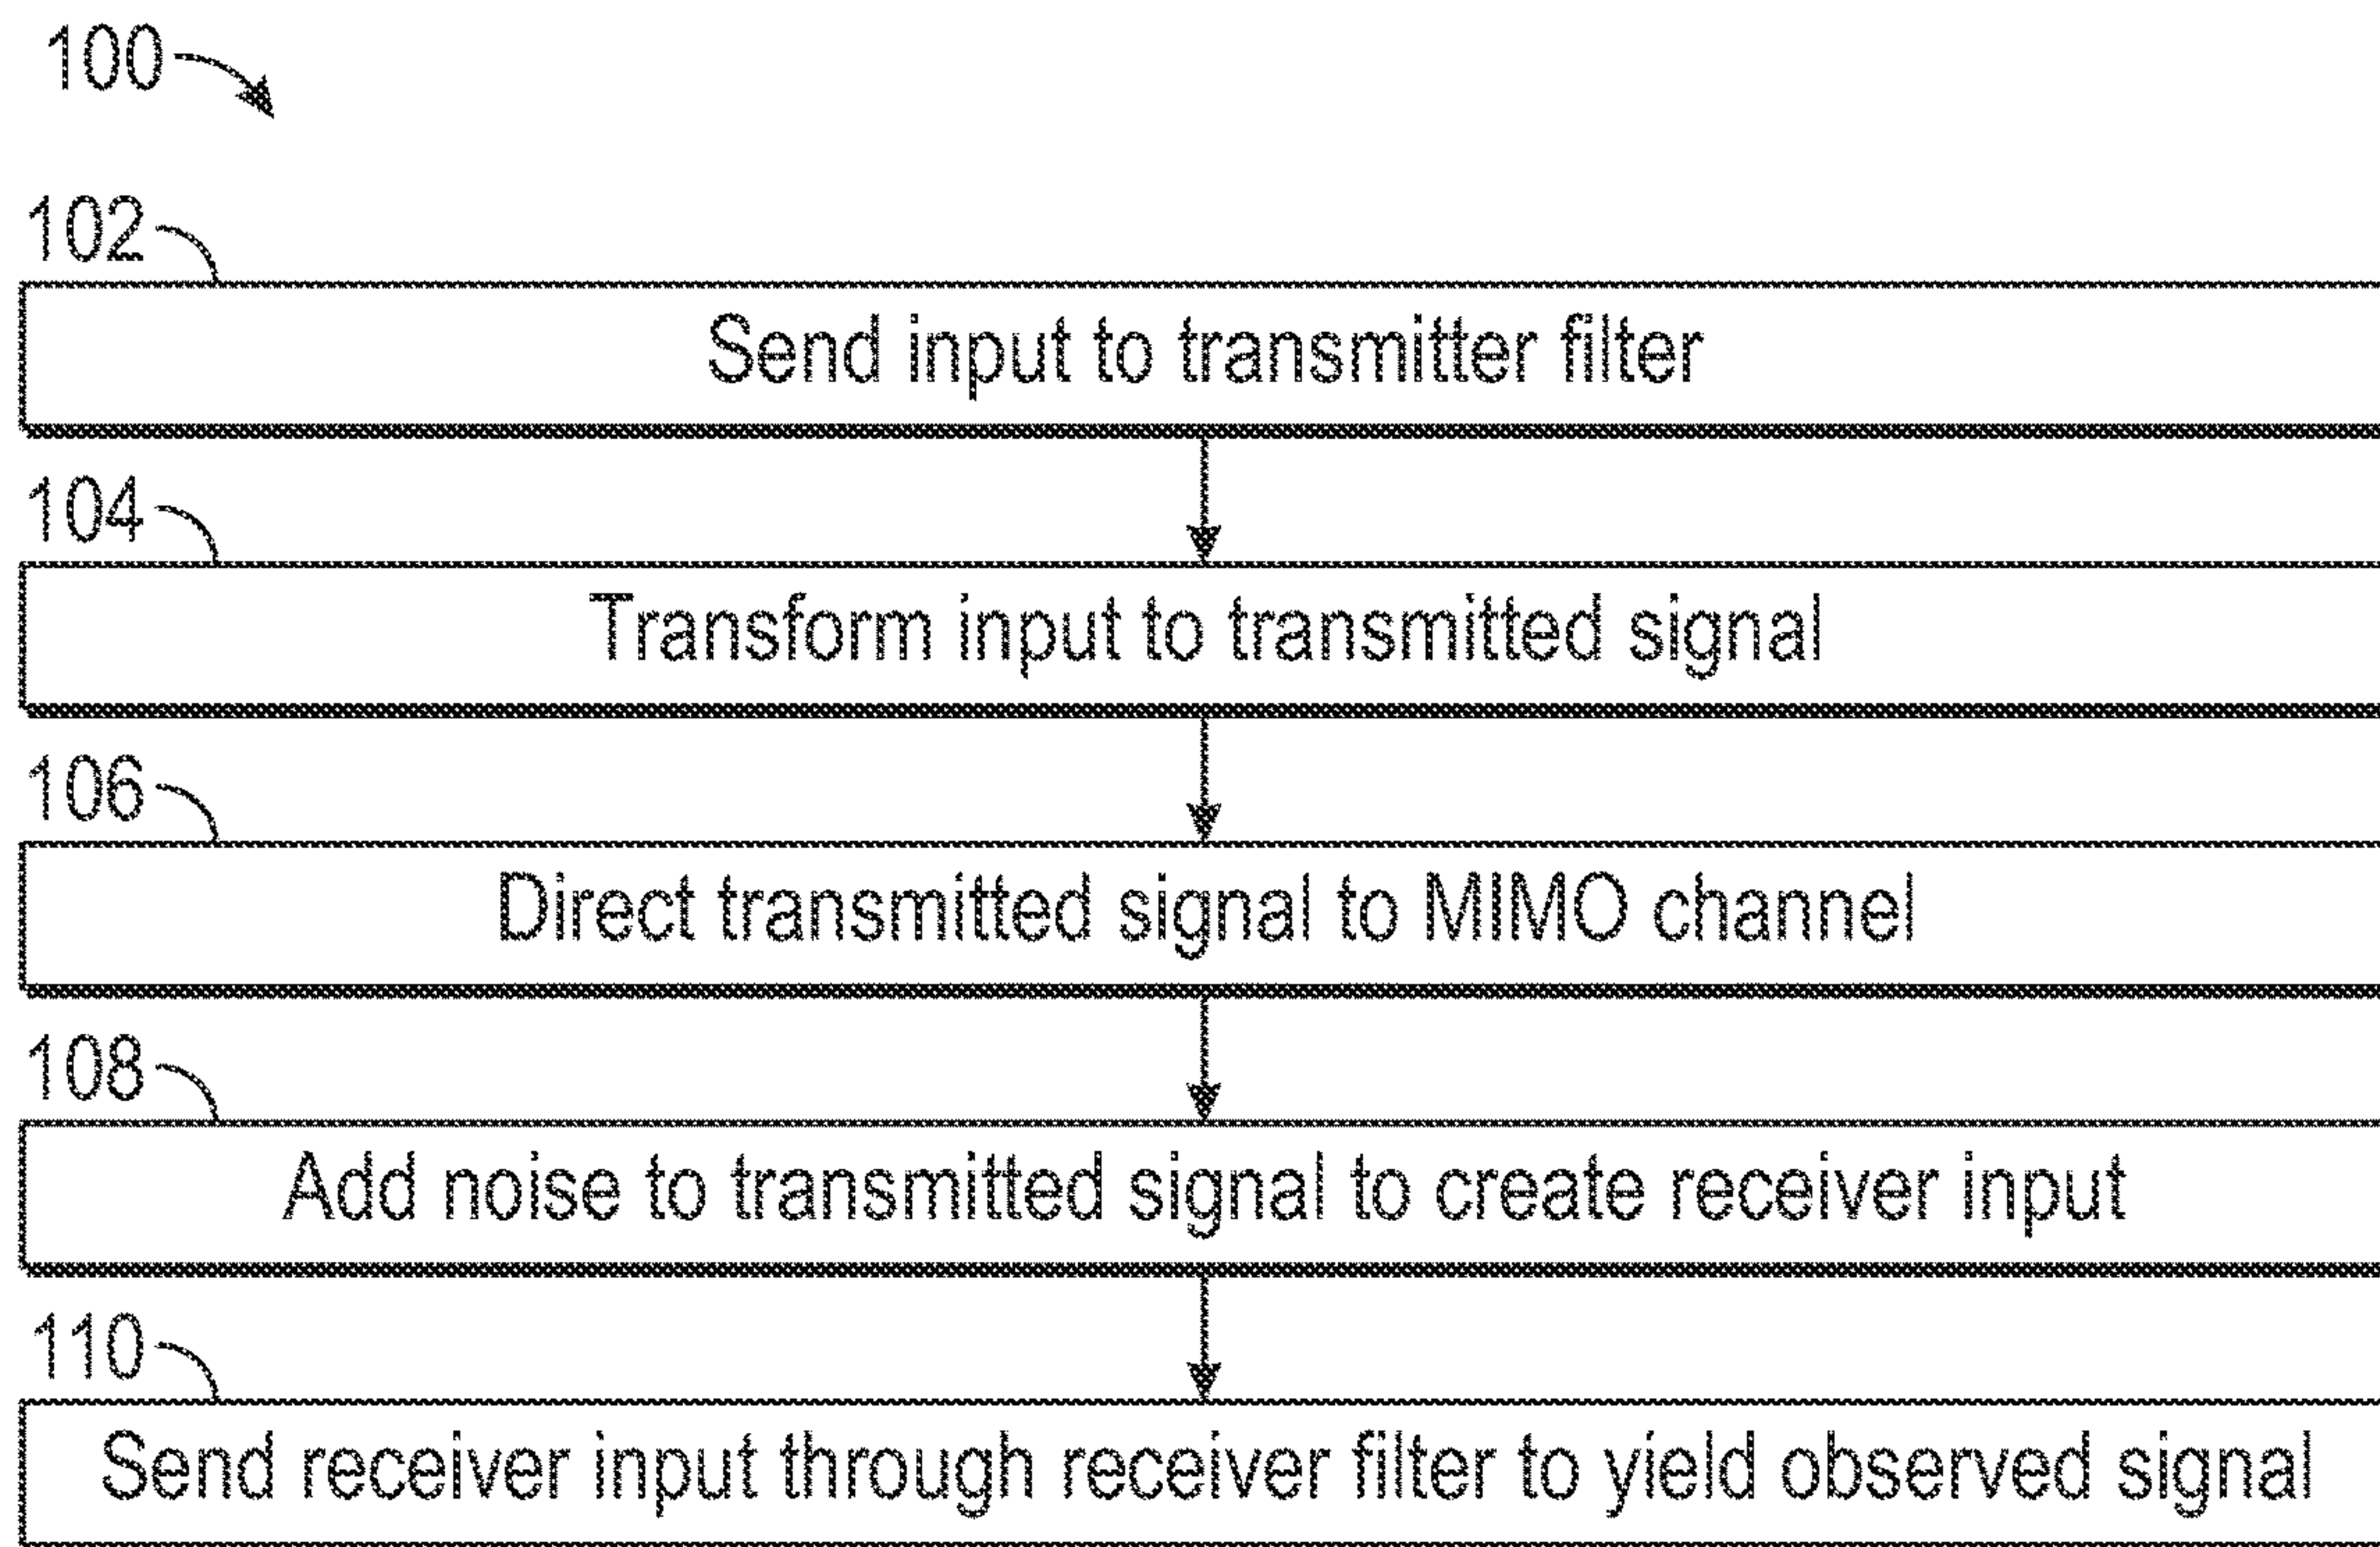 100
102
Send input to transmitter filter
104
Transform input to transmitted signal
106
Direct transmitted signal to MIMO channel
108
Add noise to transmitted signal to create receiver input
110
Send receiver input through receiver filter to yield observed signal